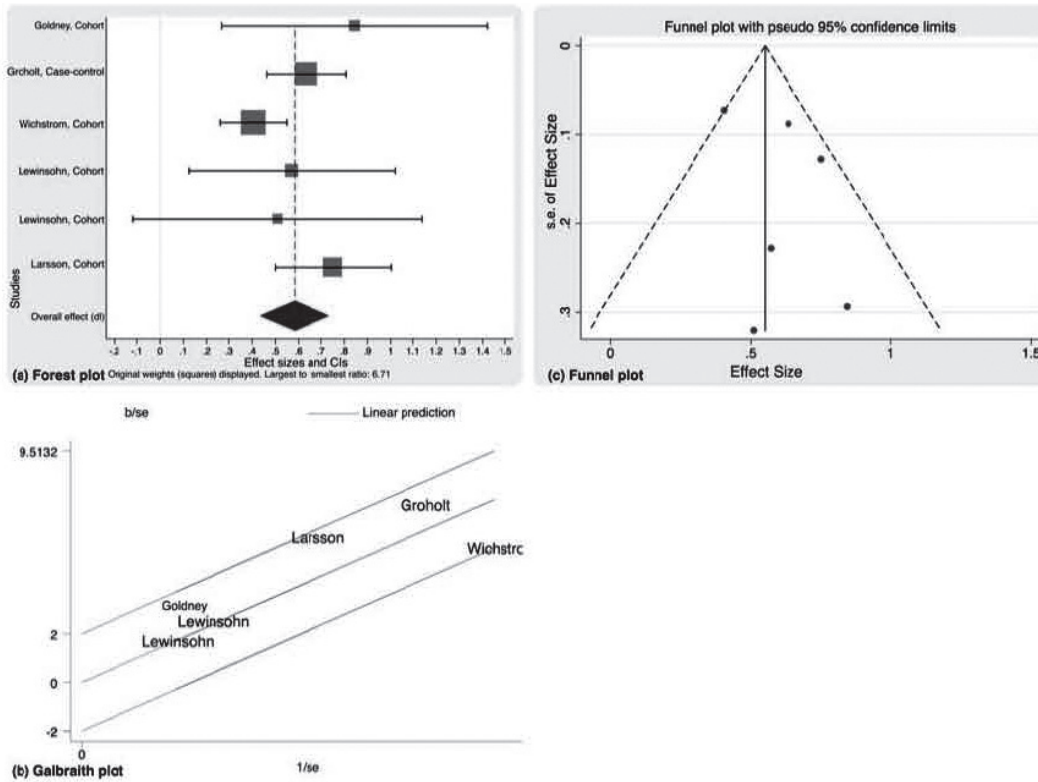 Goldney, Cohort
Grcholt, Case-control
Wichstrom, Cohort
Lewinsohn, Cohort
Lewinsohn, Cohort
Larsson, Cohort
Studies
Overall effect (dl)
-.2 -.1 0 .1 .2 .3 .4 .5 .6 .7 .8 .9 1 1.1 1.2 1.3 1.4 1.5
Effect sizes and CIs
(a) Forest plot Original weights (squares) displayed. Largest to smallest ratio: 6.71
Funnel plot with pseudo 95% confidence limits
0
.1
.2
.3
s.e. of Effect Size
0 .5 1 1.5
Effect Size
(c) Funnel plot
b/se
Linear prediction
9.5132
Groholt
Larsson
Wichstro
Goldney
Lewinsohn
2
Lewinsohn
0
-2
0
1/se
(b) Galbraith plot